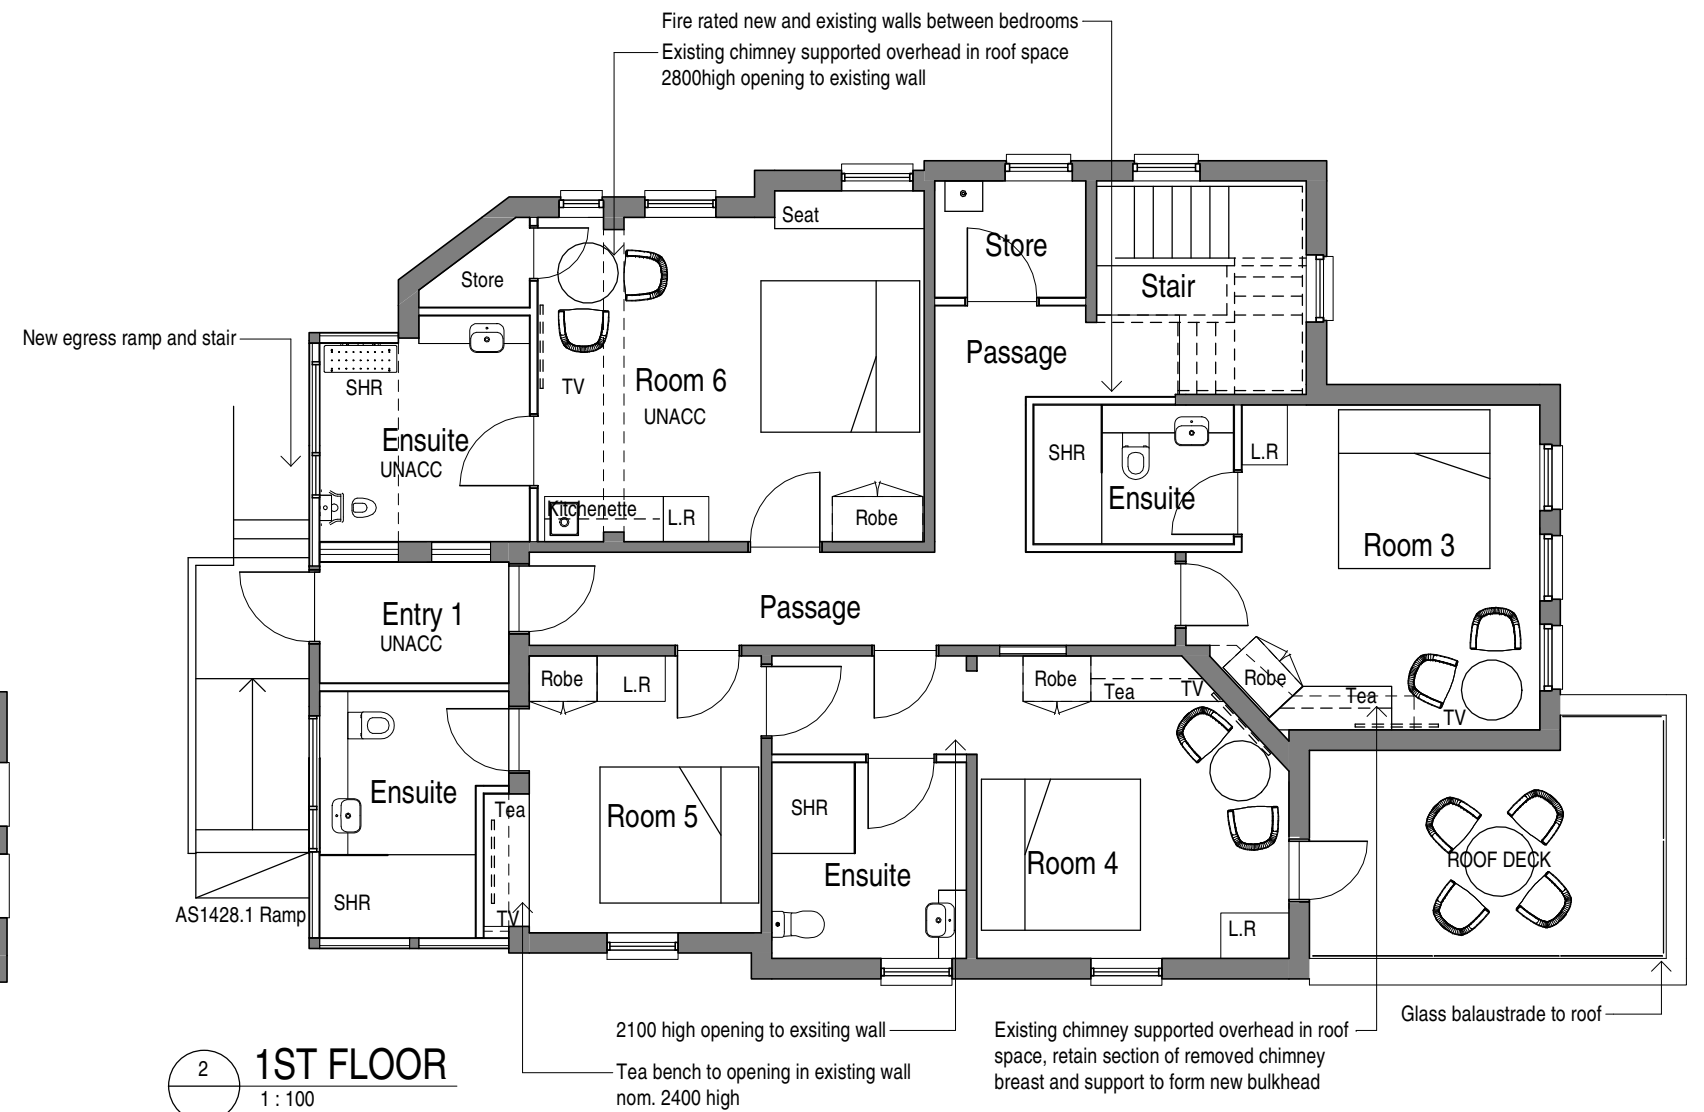 Fire rated new and existing walls between bedrooms
Existing chimney supported overhead in roof space
2800high opening to existing wall
Seat
Store
Store
Stair
New egress ramp and stair
SHR
TV
Room 6
UNACC
Passage
Ensuite
UNACC
SHR
L.R
Ensuite
Kitchenette
L.R
Robe
Room 3
Entry 1
UNACC
Passage
Robe
L.R
Robe
Tea
TV
Robe
Tea
TV
Ensuite
Tea
Room 5
SHR
Ensuite
Room 4
ROOF DECK
SHR
TV
L.R
AS1428.1 Ramp
Glass balaustrade to roof
2100 high opening to exsiting wall
Tea bench to opening in existing wall
nom. 2400 high
Existing chimney supported overhead in roof
space, retain section of removed chimney
breast and support to form new bulkhead
2
1ST FLOOR
1 : 100